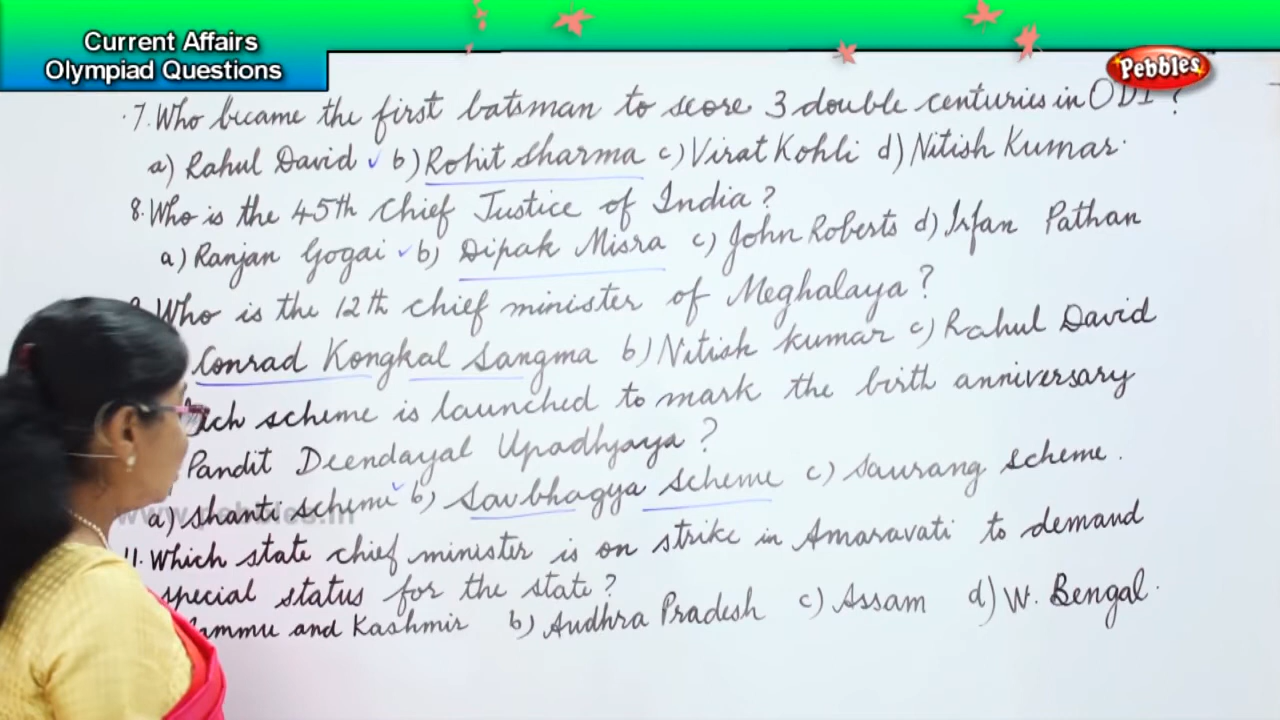 Current Affairs
Olympiad Questions
Pebbles
7. Who became the first batsman to score 3 double centuries in ODI ?
a) Rahul David b) Rohit Sharma c) Virat Kohli d) Nitish Kumar.
8. Who is the 45th Chief Justice of India ?
a) Ranjan Gogai b) Dipak Misra c) John Roberts d) Irfan Pathan
Who is the 12th chief minister of Meghalaya ?
Conrad Kongkal Sangma b) Nitish kumar c) Rahul David
ich scheme is launched to mark the birth anniversary
Pandit Deendayal Upadhyaya ?
a) shanti scheme b) Saubhagya scheme c) Saurang scheme.
www.pebbles.in
11. Which state chief minister is on strike in Amaravati to demand
special status for the state ?
Jammu and Kashmir b) Andhra Pradesh c) Assam d) W. Bengal.